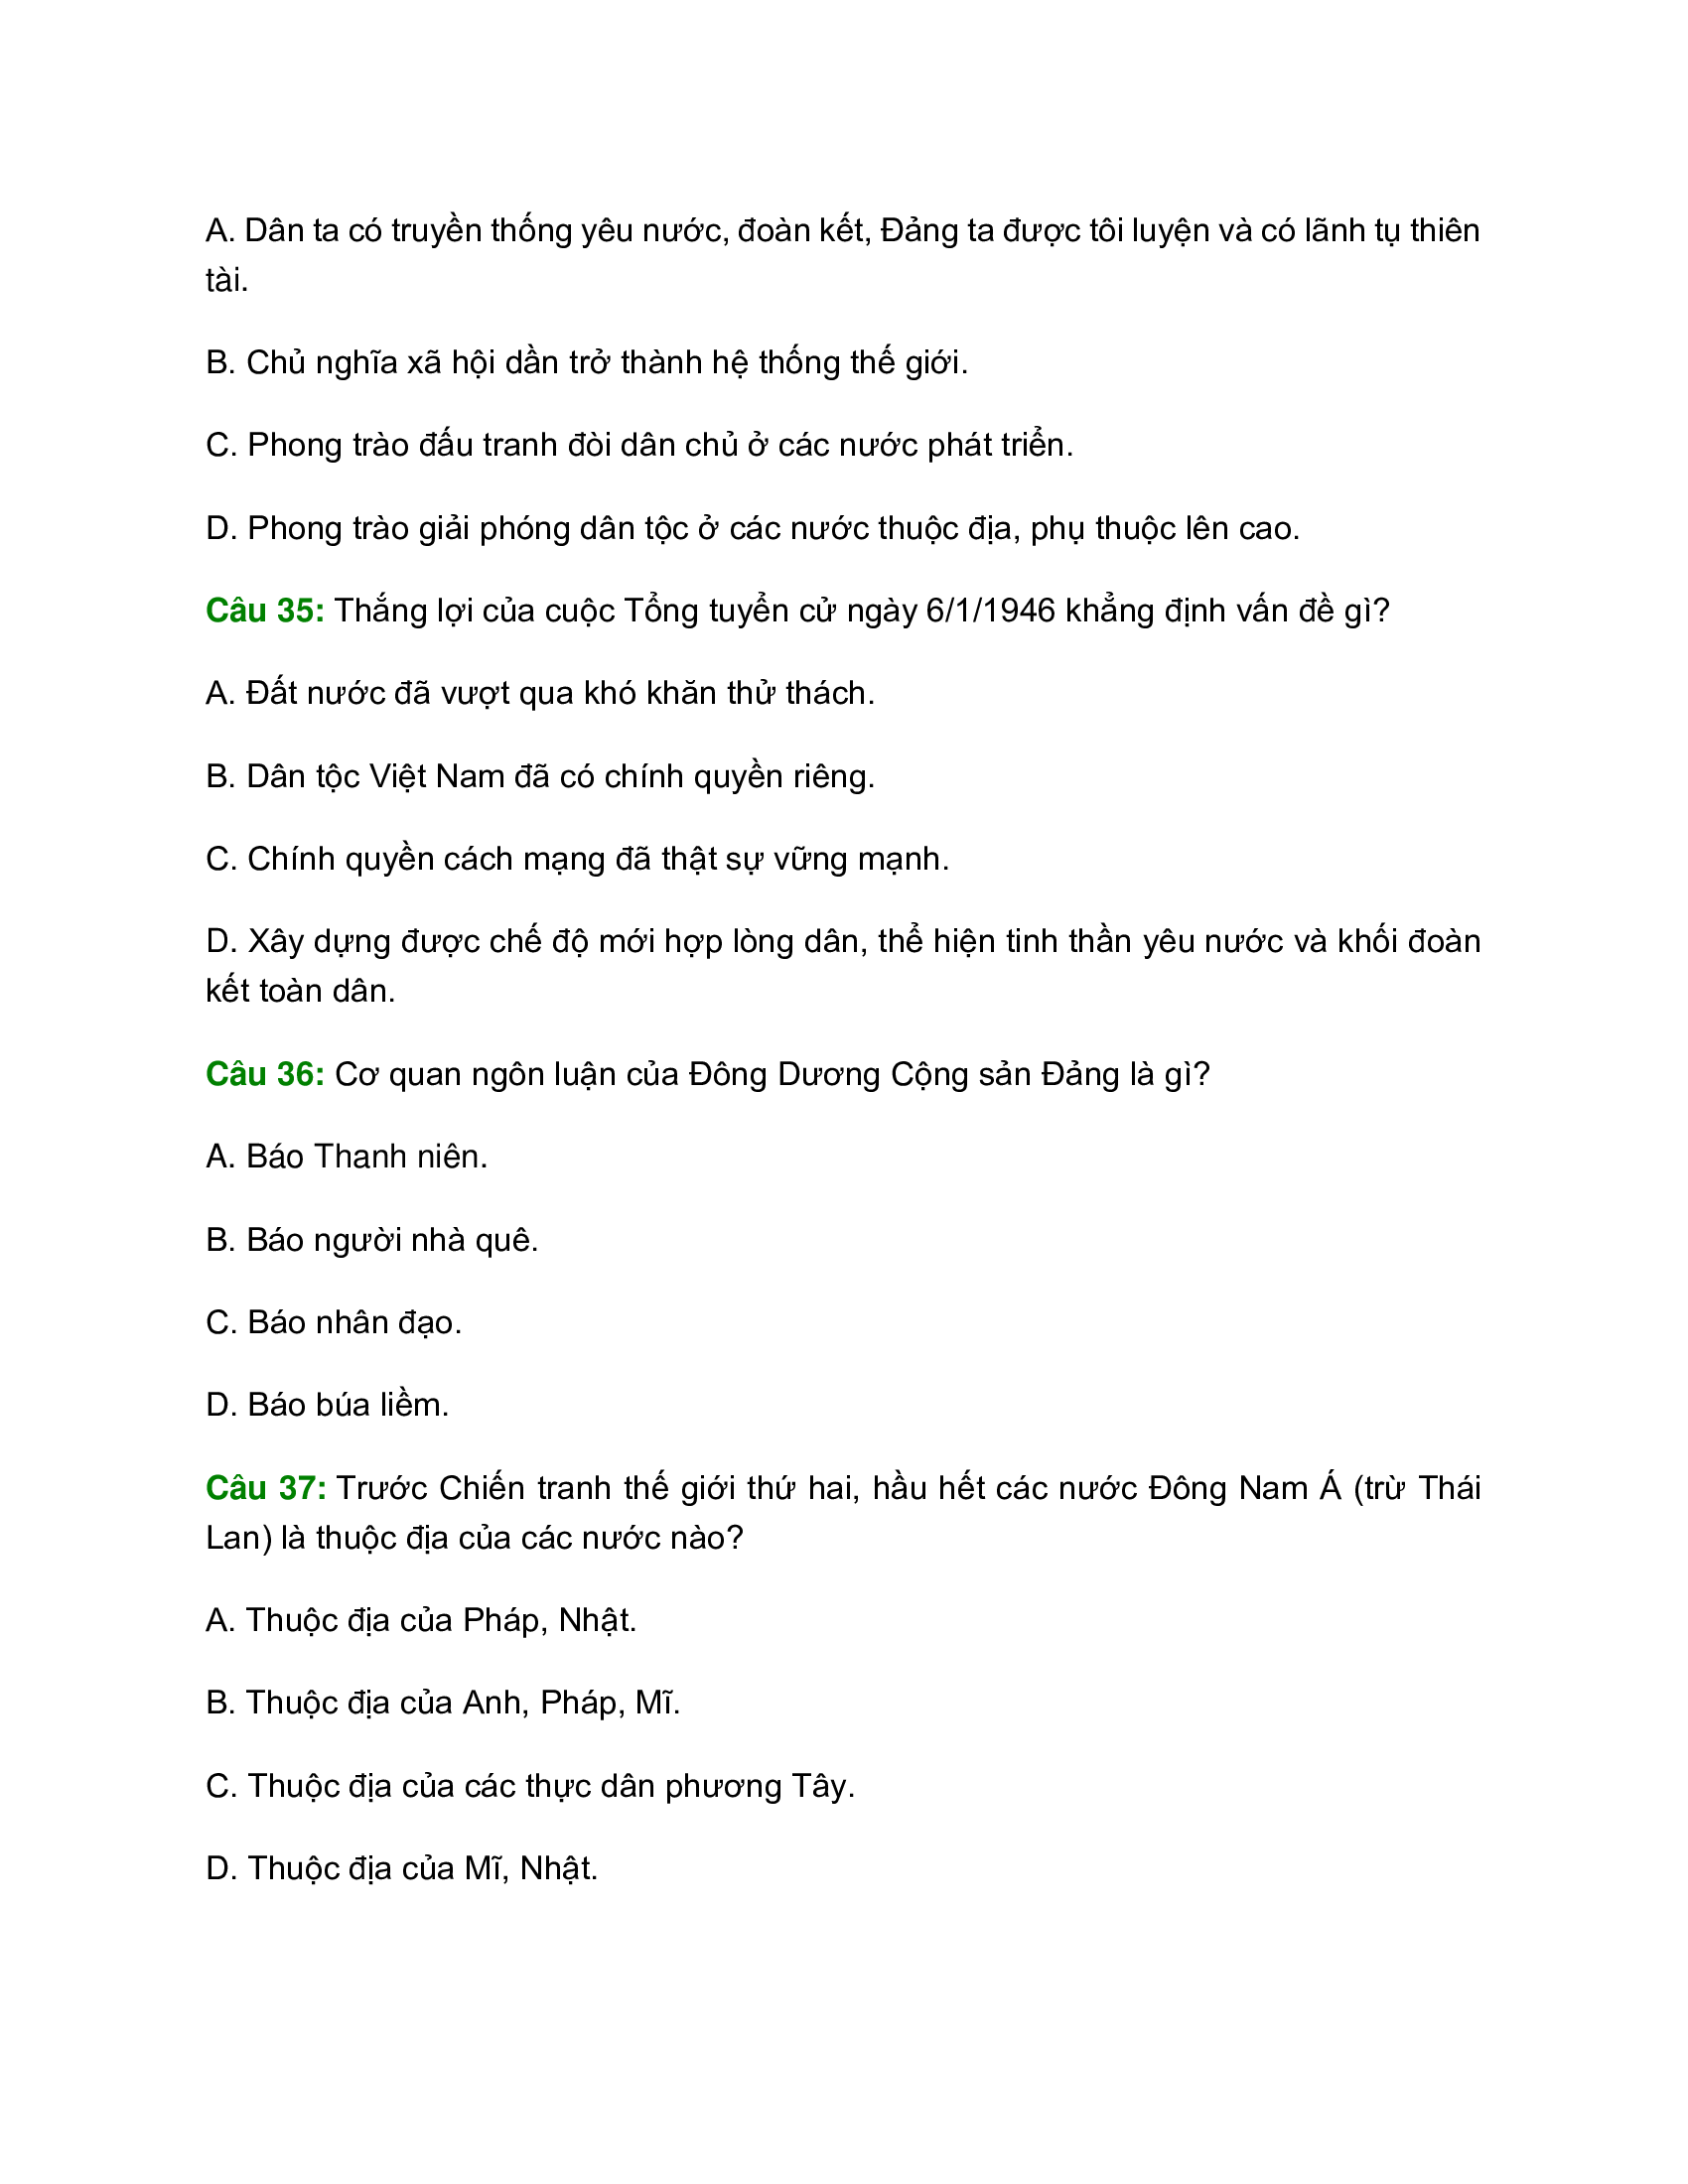 A. Dân ta có truyền thống yêu nước, đoàn kết, Đảng ta được tôi luyện và có lãnh tụ thiên
tài.
B. Chủ nghĩa xã hội dần trở thành hệ thống thế giới.
C. Phong trào đấu tranh đòi dân chủ ở các nước phát triển.
D. Phong trào giải phóng dân tộc ở các nước thuộc địa, phụ thuộc lên cao.
Câu 35: Thắng lợi của cuộc Tổng tuyển cử ngày 6/1/1946 khẳng định vấn đề gì?
A. Đất nước đã vượt qua khó khăn thử thách.
B. Dân tộc Việt Nam đã có chính quyền riêng.
C. Chính quyền cách mạng đã thật sự vững mạnh.
D. Xây dựng được chế độ mới hợp lòng dân, thể hiện tinh thần yêu nước và khối đoàn
kết toàn dân.
Câu 36: Cơ quan ngôn luận của Đông Dương Cộng sản Đảng là gì?
A. Báo Thanh niên.
B. Báo người nhà quê.
C. Báo nhân đạo.
D. Báo búa liềm.
Câu 37: Trước Chiến tranh thế giới thứ hai, hầu hết các nước Đông Nam Á (trừ Thái
Lan) là thuộc địa của các nước nào?
A. Thuộc địa của Pháp, Nhật.
B. Thuộc địa của Anh, Pháp, Mĩ.
C. Thuộc địa của các thực dân phương Tây.
D. Thuộc địa của Mĩ, Nhật.